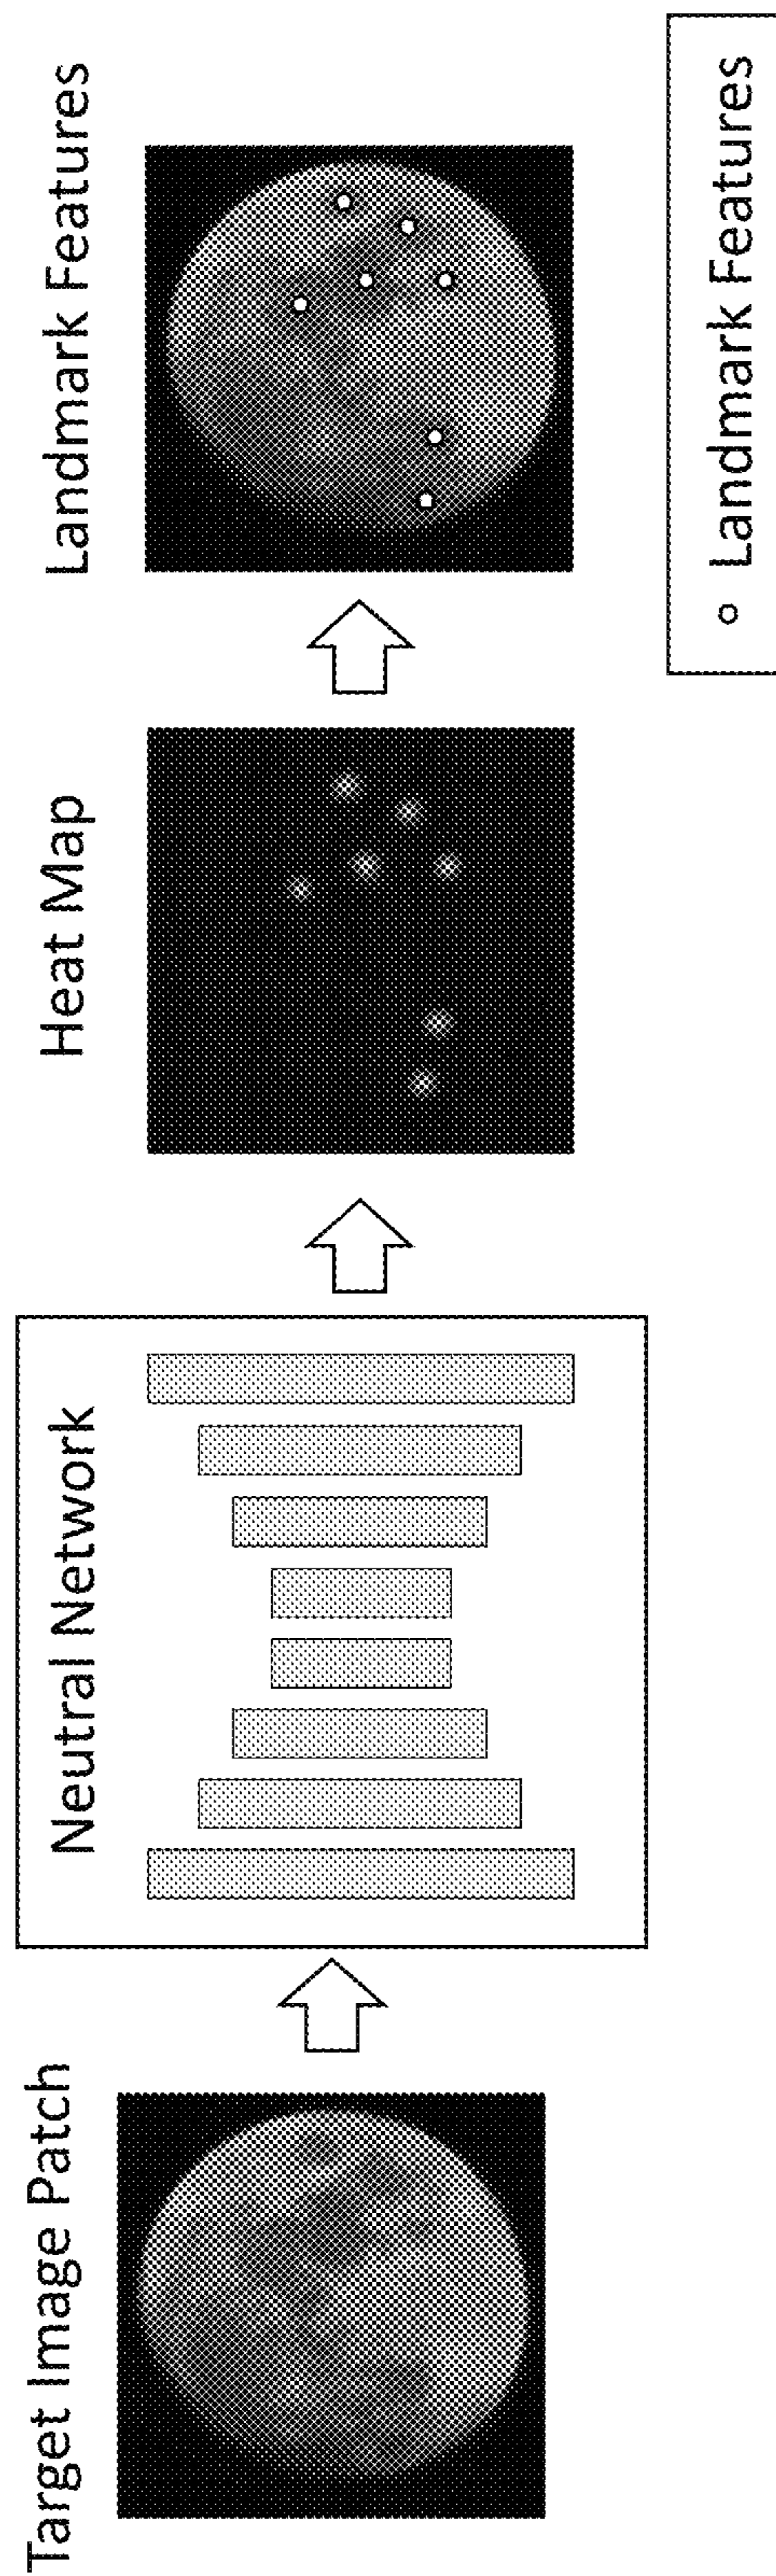 Target Image Patch
Neutral Network
Heat Map
Landmark Features
Landmark Features